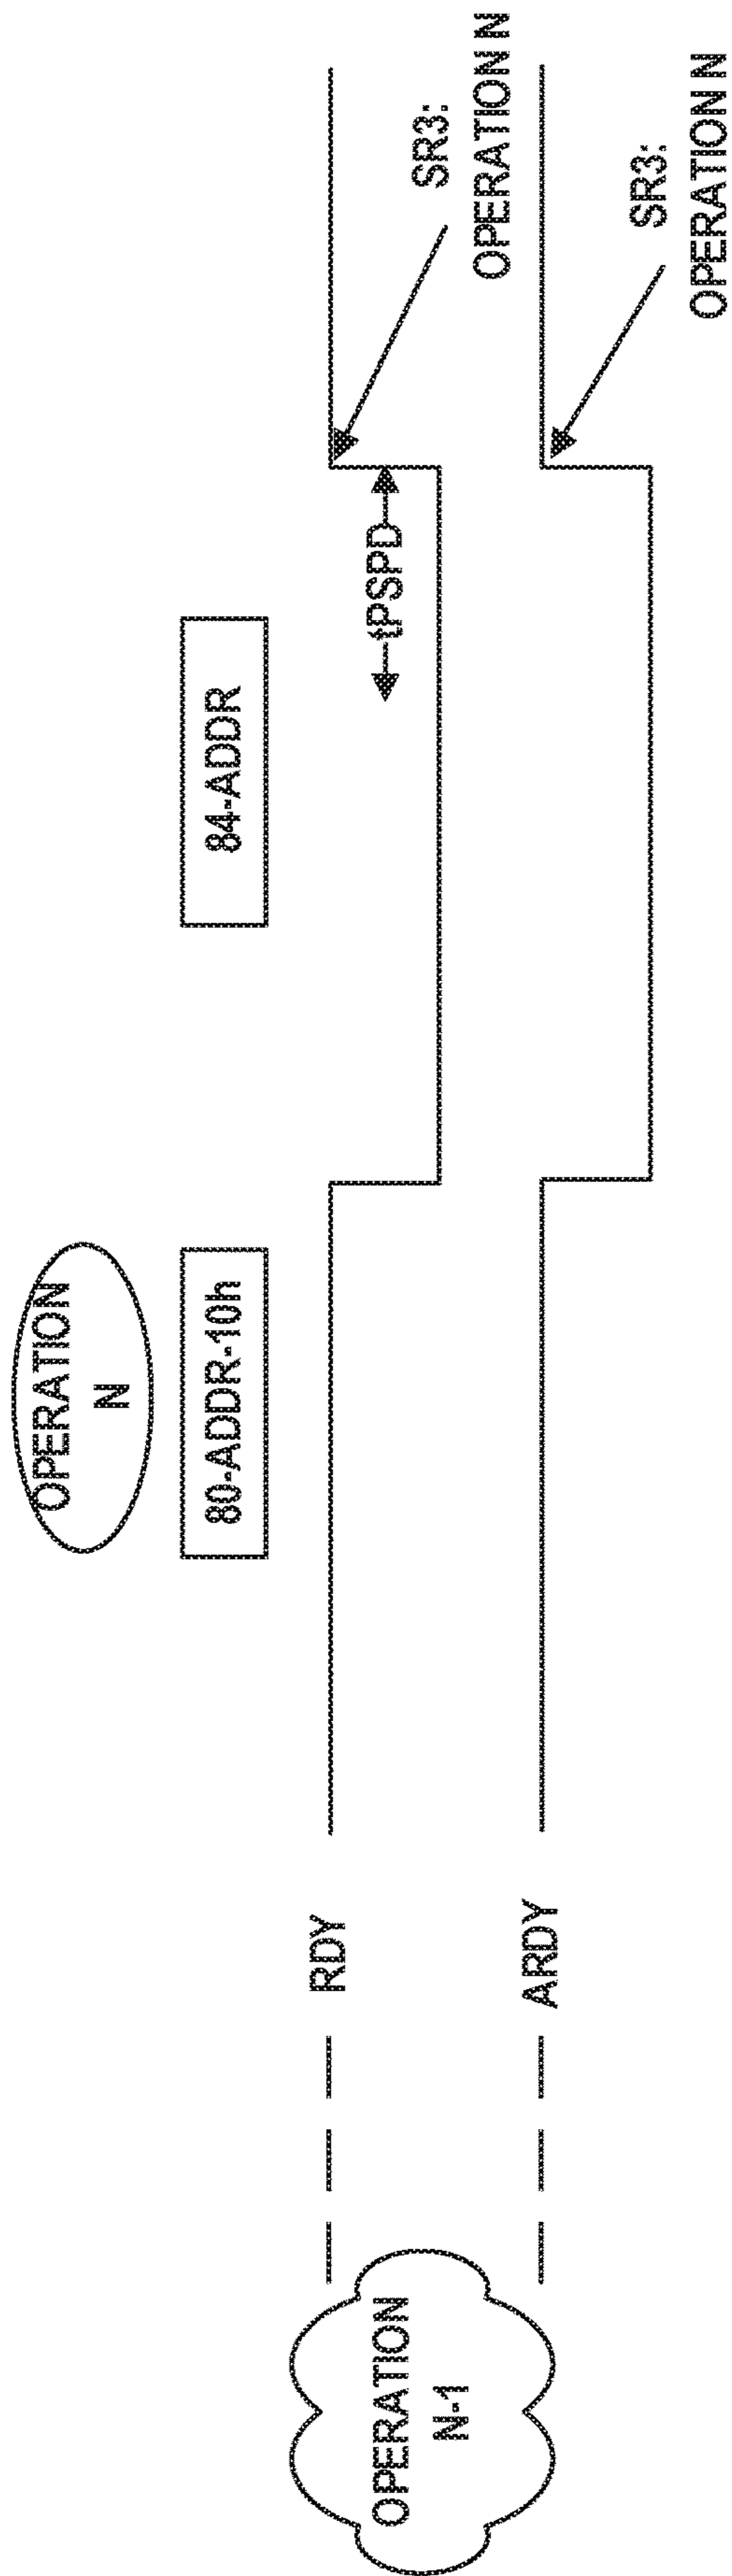 OPERATION
N
80-ADDR-10h
84-ADDR
OPERATION
N-1
RDY
tPSPD
SR3:
OPERATION N
ARDY
SR3:
OPERATION N